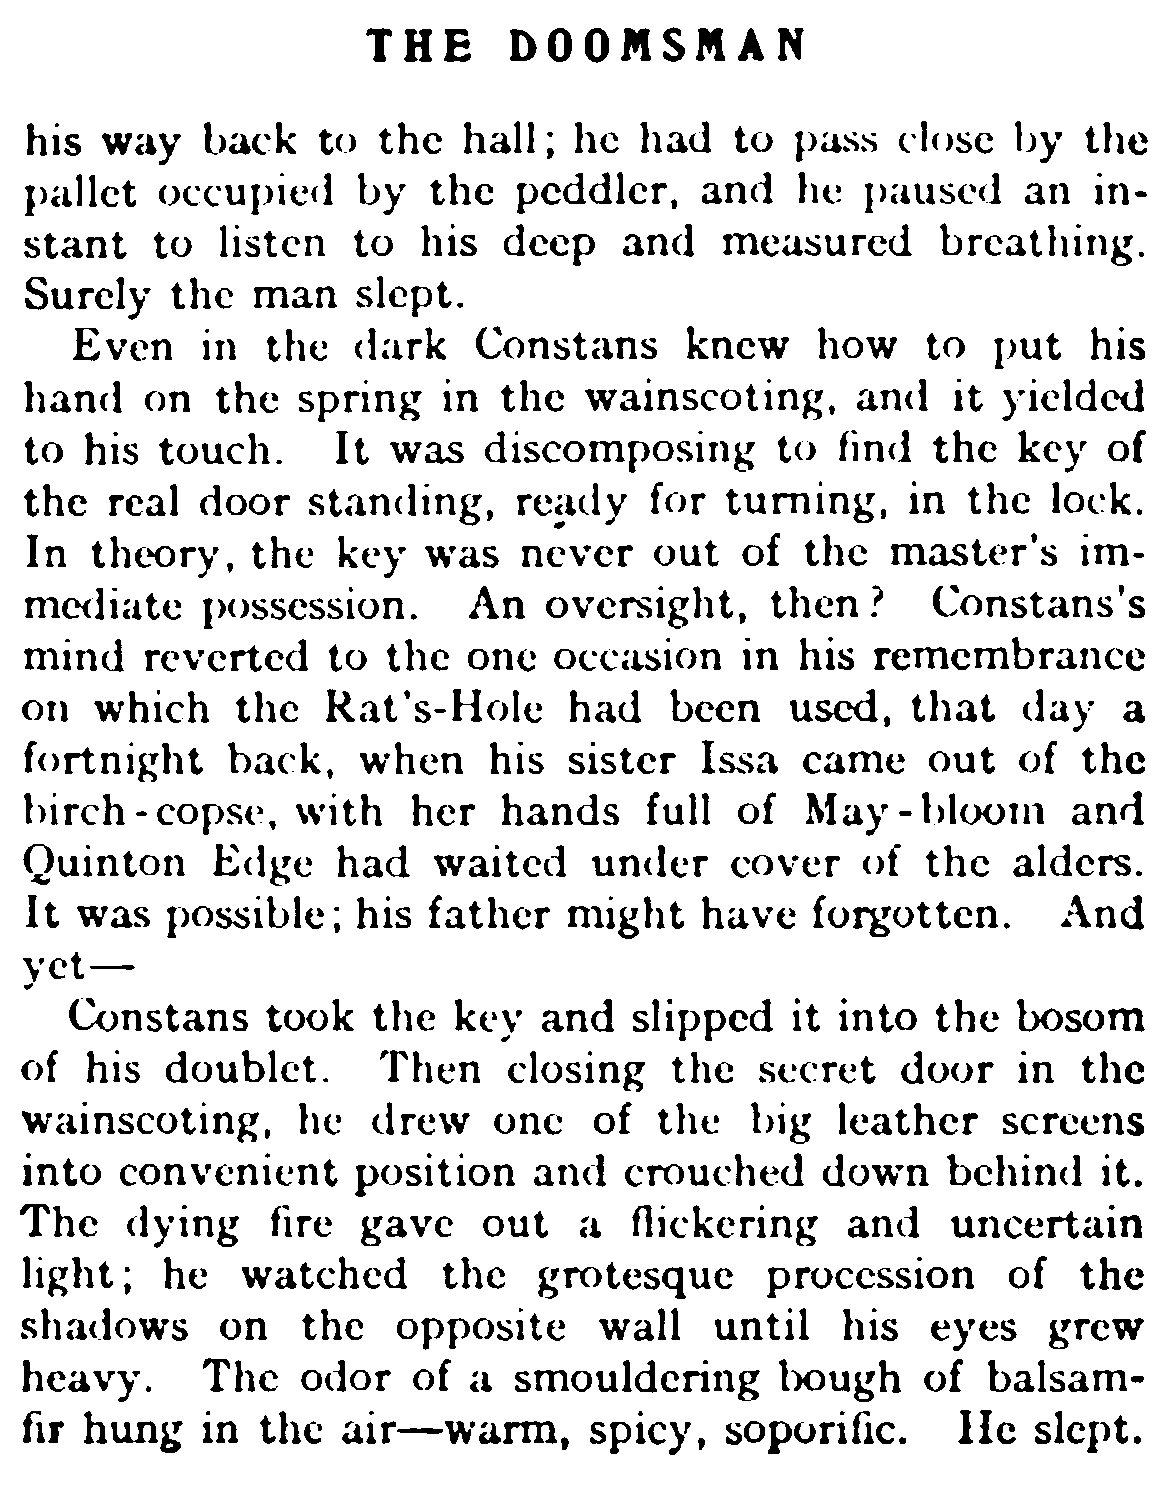 THE DOOMSMAN
his way back to the hall; he had to pass close by the
pallet occupied by the peddler, and he paused an in-
stant to listen to his deep and measured breathing.
Surely the man slept.
Even in the dark Constans knew how to put his
hand on the spring in the wainscoting, and it yielded
to his touch. It was discomposing to find the key of
the real door standing, ready for turning, in the lock.
In theory, the key was never out of the master's im-
mediate possession. An oversight, then? Constans's
mind reverted to the one occasion in his remembrance
on which the Rat's-Hole had been used, that day a
fortnight back, when his sister Issa came out of the
birch-copse, with her hands full of May-bloom and
Quinton Edge had waited under cover of the alders.
It was possible; his father might have forgotten. And
yet—
Constans took the key and slipped it into the bosom
of his doublet. Then closing the secret door in the
wainscoting, he drew one of the big leather screens
into convenient position and crouched down behind it.
The dying fire gave out a flickering and uncertain
light; he watched the grotesque procession of the
shadows on the opposite wall until his eyes grew
heavy. The odor of a smouldering bough of balsam-
fir hung in the air—warm, spicy, soporific. He slept.